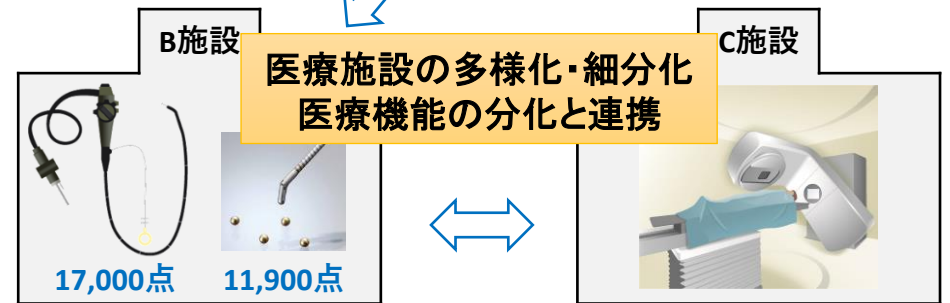 B施設
C施設
医療施設の多様化・細分化
医療機能の分化と連携
17,000点
11,900点